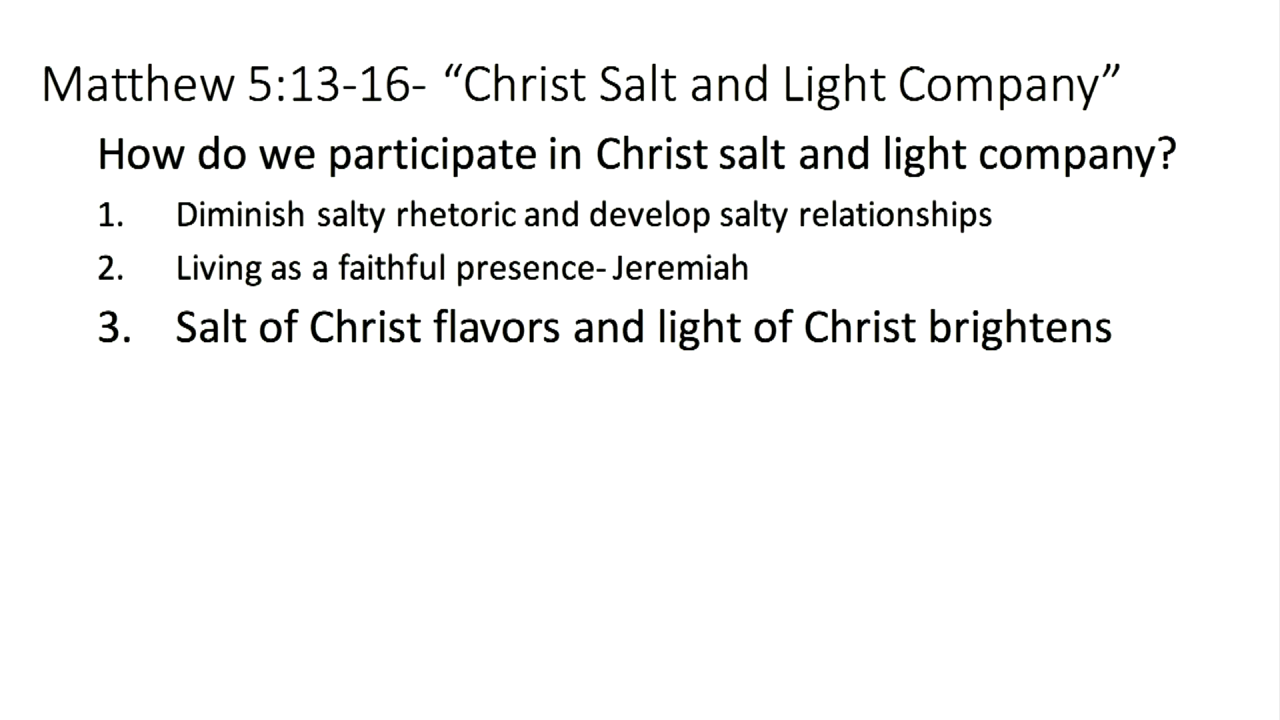 Matthew 5:13-16- “Christ Salt and Light Company”
How do we participate in Christ salt and light company?
1. Diminish salty rhetoric and develop salty relationships
2. Living as a faithful presence- Jeremiah
3. Salt of Christ flavors and light of Christ brightens